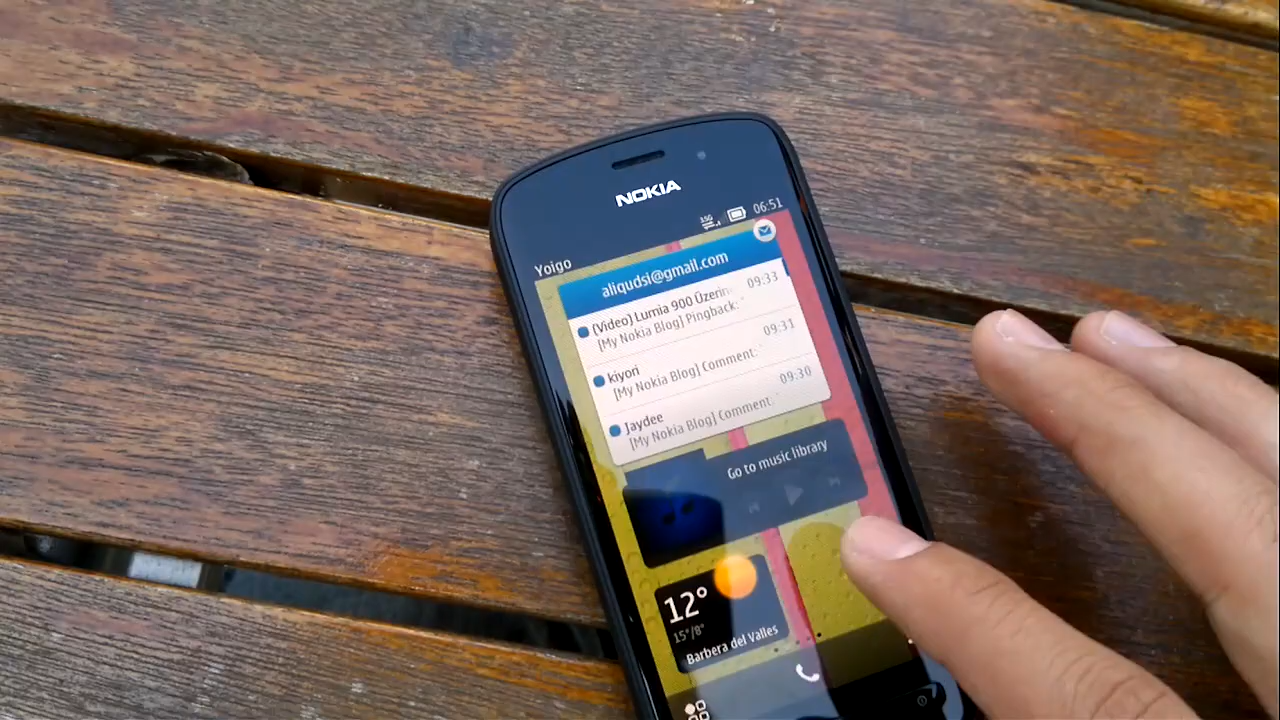 NOKIA
3.5G 06:51
Yoigo
aliqudsi@gmail.com
(Video) Lumia 900 Üzerin 09:33
[My Nokia Blog] Pingback: "
kiyori 09:31
[My Nokia Blog] Comment: "
Jaydee 09:30
[My Nokia Blog] Comment: "
Go to music library
12°
15°/8°
Barbera del Valles